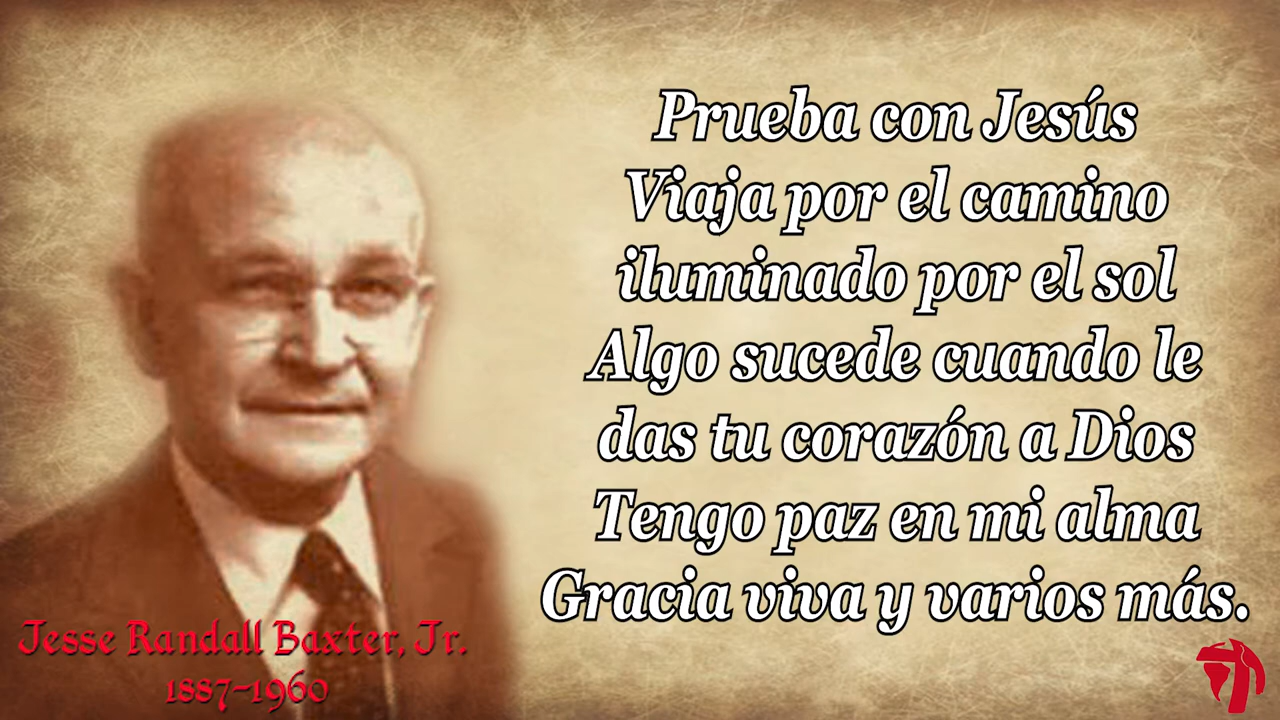 Prueba con Jesús
Viaja por el camino
iluminado por el sol
Algo sucede cuando le
das tu corazón a Dios
Tengo paz en mi alma
Gracia viva y varios más.
Jesse Randall Baxter, Jr.
1887-1960